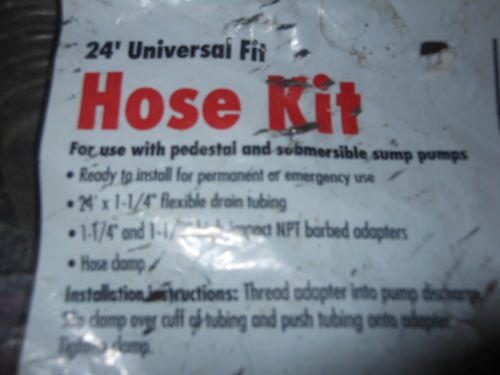 24' Universal Fit
Hose Kit
For use with pedestal and submersible sump pumps
• Ready to install for permanent or emergency use
• 24' x 1-1/4" flexible drain tubing
• 1-1/4" and impact NPT barbed adapters
• Hose clamp
Installation instructions: Thread adapter into pump discharge
Slip clamp over cuff of tubing and push tubing onto adapter
Tighten clamp.